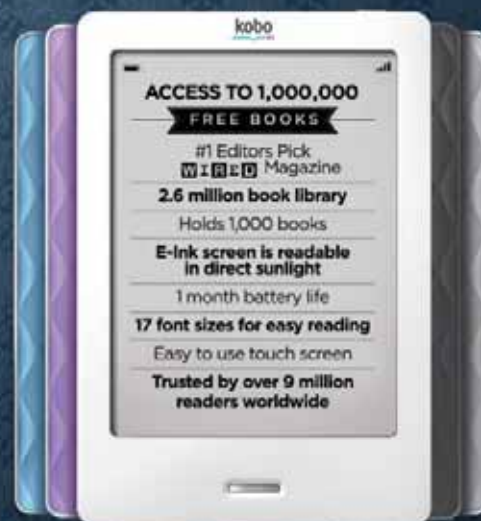 kobo
ACCESS TO 1,000,000
FREE BOOKS
#1 Editors Pick
WIRED Magazine
2.6 million book library
Holds 1,000 books
E-Ink screen is readable
in direct sunlight
1 month battery life
17 font sizes for easy reading
Easy to use touch screen
Trusted by over 9 million
readers worldwide